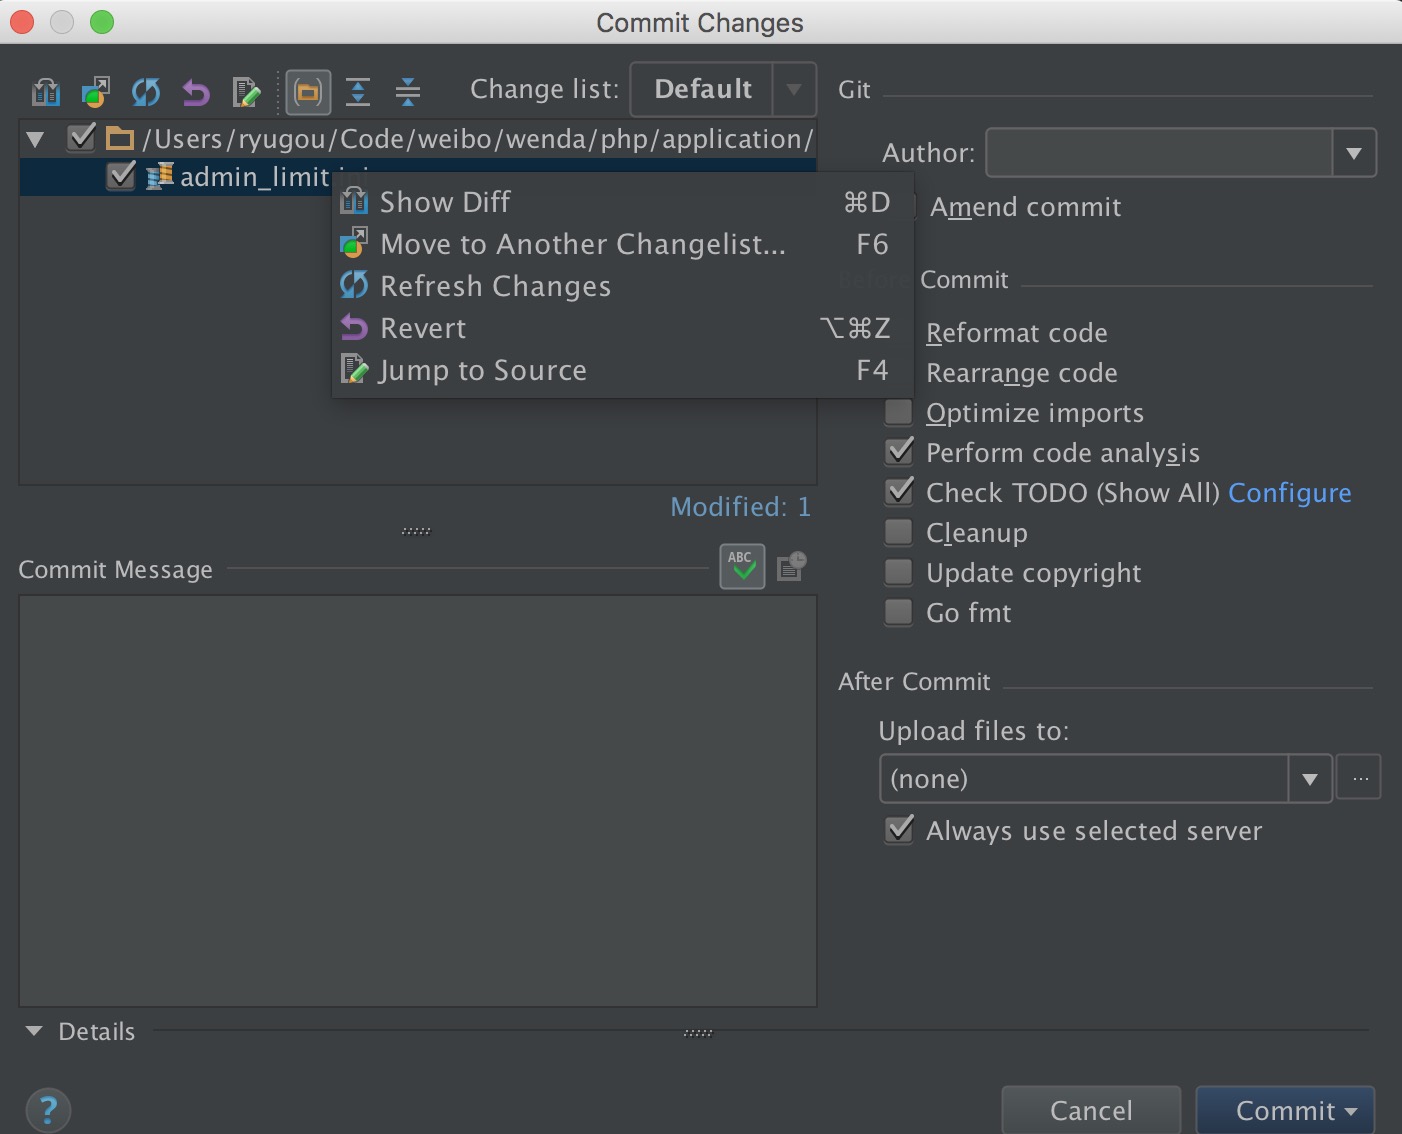 Commit Changes
Change list: Default
Git
/Users/ryugou/Code/weibo/wenda/php/application/
Author:
admin_limit
Show Diff ⌘D
Amend commit
Move to Another Changelist... F6
Commit
Refresh Changes
Revert ⌥⌘Z
Reformat code
Jump to Source F4
Rearrange code
Optimize imports
Perform code analysis
Check TODO (Show All) Configure
Modified: 1
Cleanup
Commit Message
ABC
Update copyright
Go fmt
After Commit
Upload files to:
(none)
...
Always use selected server
Details
?
Cancel
Commit